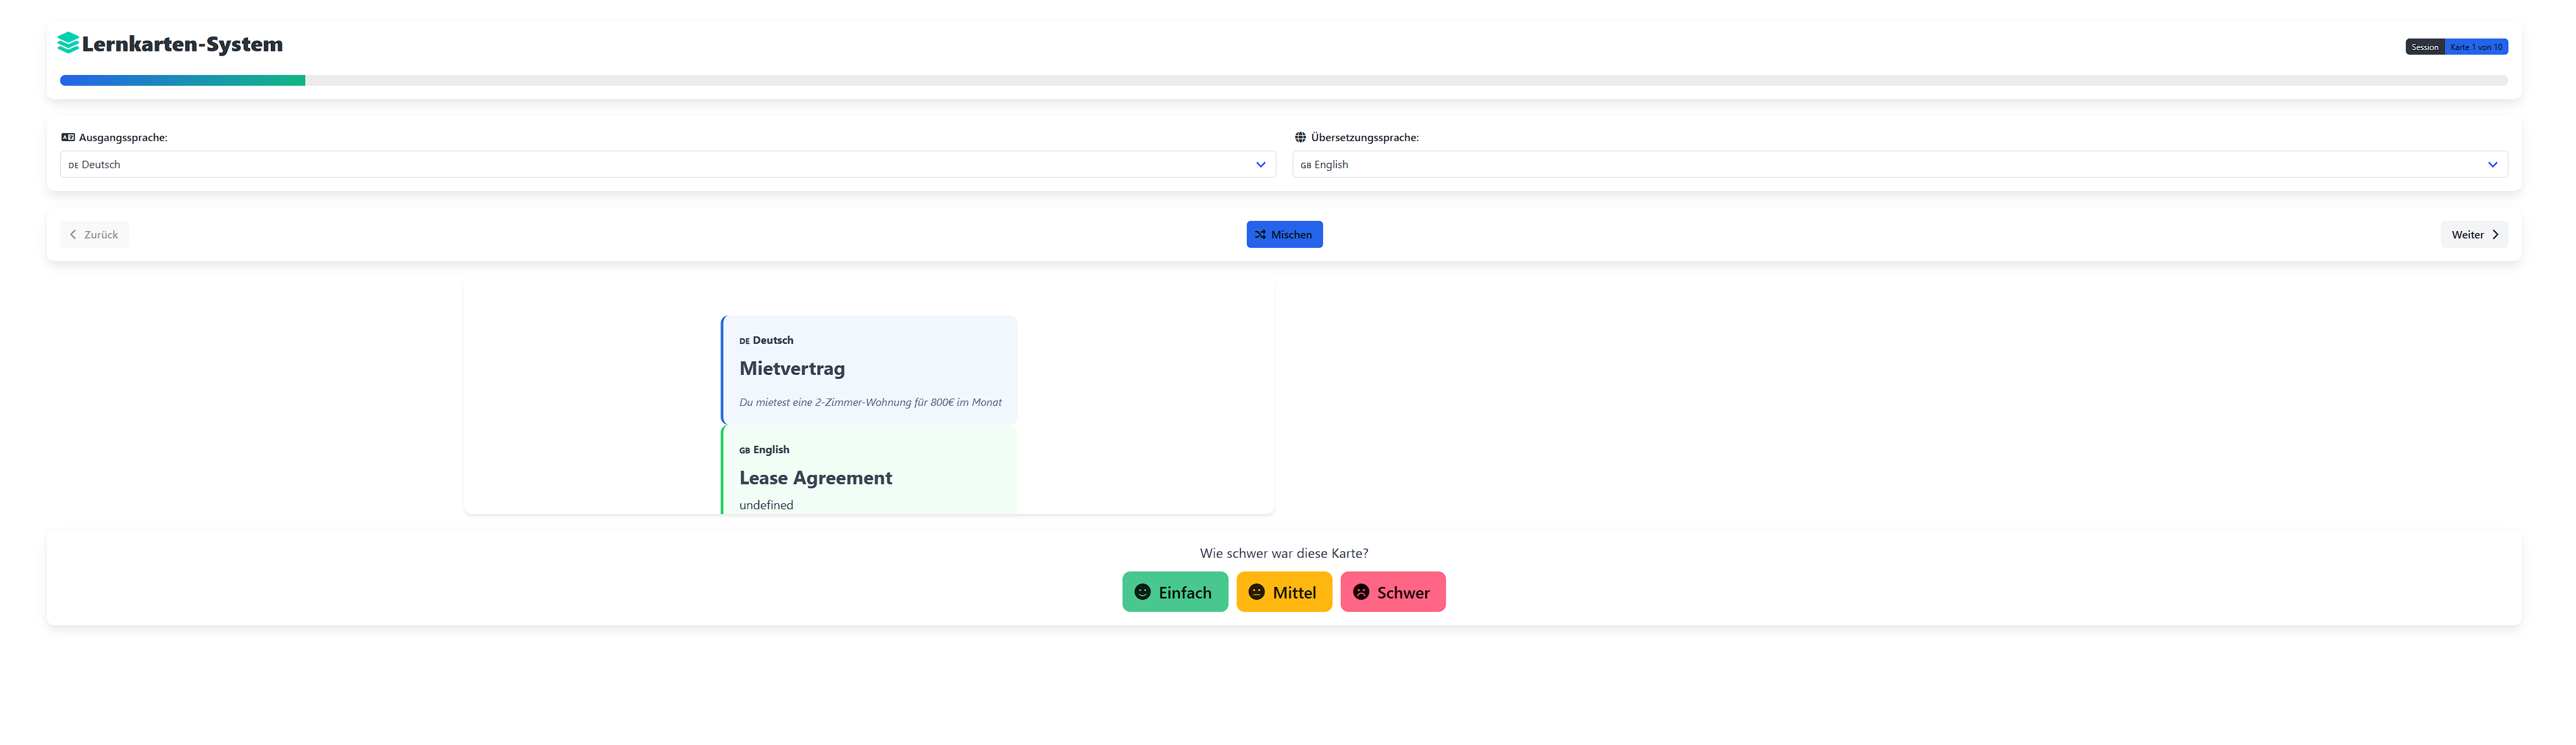 Lernkarten-System
Session Karte 1 von 10
Ausgangssprache:
Übersetzungssprache:
DE Deutsch
GB English
Zurück
Mischen
Weiter
DE Deutsch
Mietvertrag
Du mietest eine 2-Zimmer-Wohnung für 800€ im Monat
GB English
Lease Agreement
undefined
Wie schwer war diese Karte?
Einfach
Mittel
Schwer